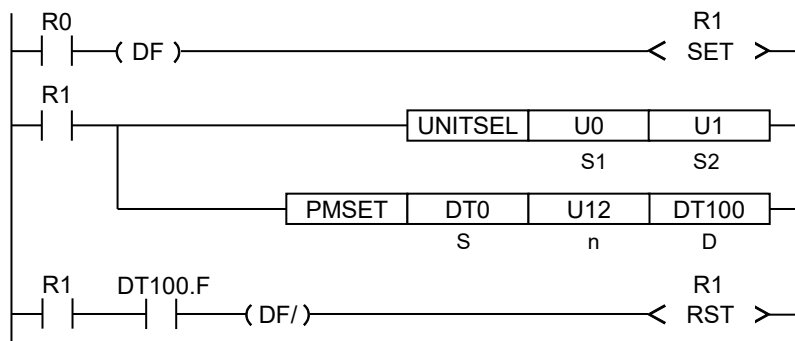 R0 R1
( DF ) < SET >
R1
UNITSEL U0 U1
S1 S2
PMSET DT0 U12 DT100
S n D
R1 DT100.F R1
( DF/ ) < RST >